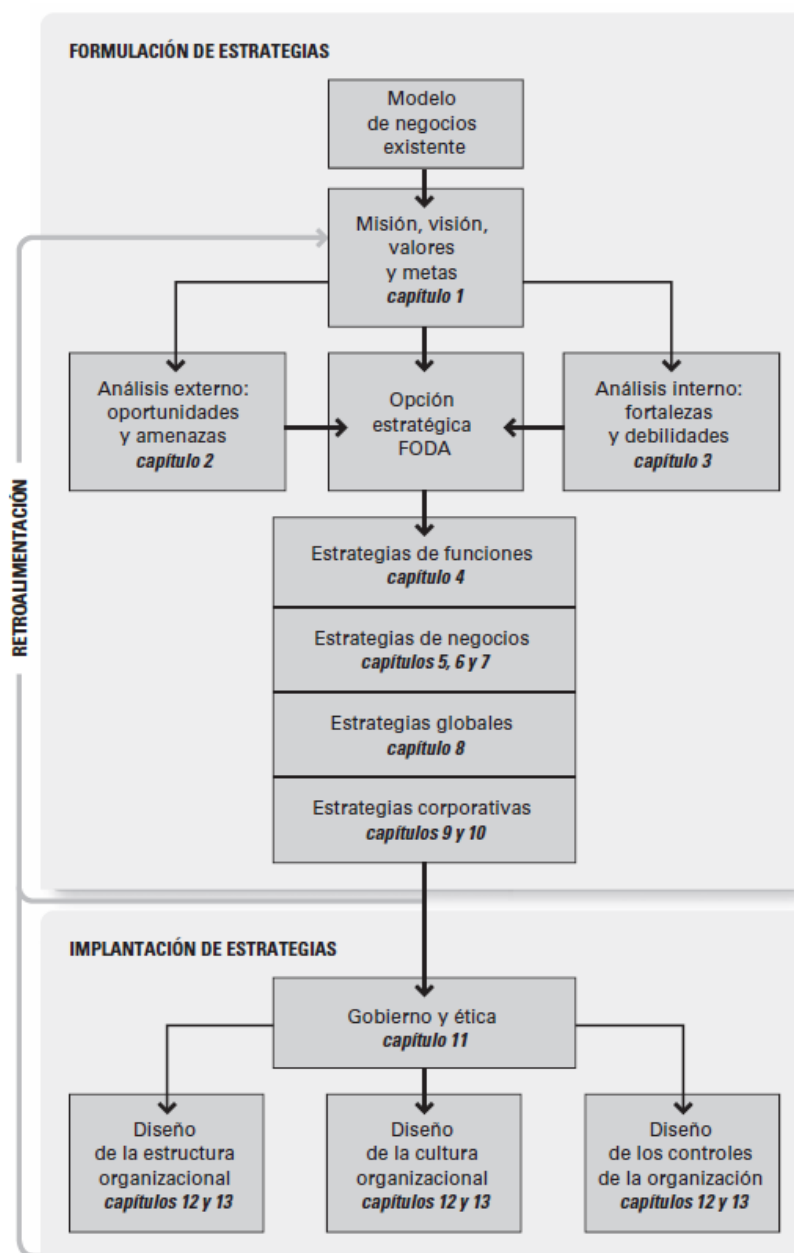 FORMULACIÓN DE ESTRATEGIAS
Modelo
de negocios
existente
Misión, visión,
valores
y metas
capítulo 1
Análisis externo:
oportunidades
y amenazas
capítulo 2
Opción
estratégica
FODA
Análisis interno:
fortalezas
y debilidades
capítulo 3
RETROALIMENTACIÓN
Estrategias de funciones
capítulo 4
Estrategias de negocios
capítulos 5, 6 y 7
Estrategias globales
capítulo 8
Estrategias corporativas
capítulos 9 y 10
IMPLANTACIÓN DE ESTRATEGIAS
Gobierno y ética
capítulo 11
Diseño
de la estructura
organizacional
capítulos 12 y 13
Diseño
de la cultura
organizacional
capítulos 12 y 13
Diseño
de los controles
de la organización
capítulos 12 y 13